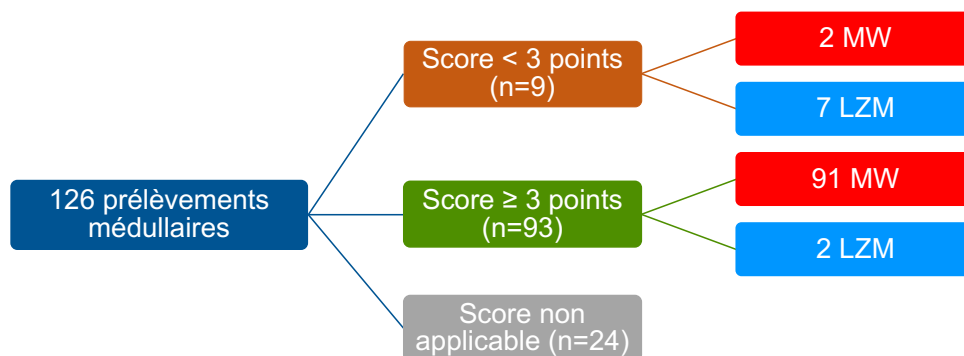 126 prélèvements
médullaires
Score < 3 points
(n=9)
2 MW
7 LZM
Score ≥ 3 points
(n=93)
91 MW
2 LZM
Score non
applicable (n=24)